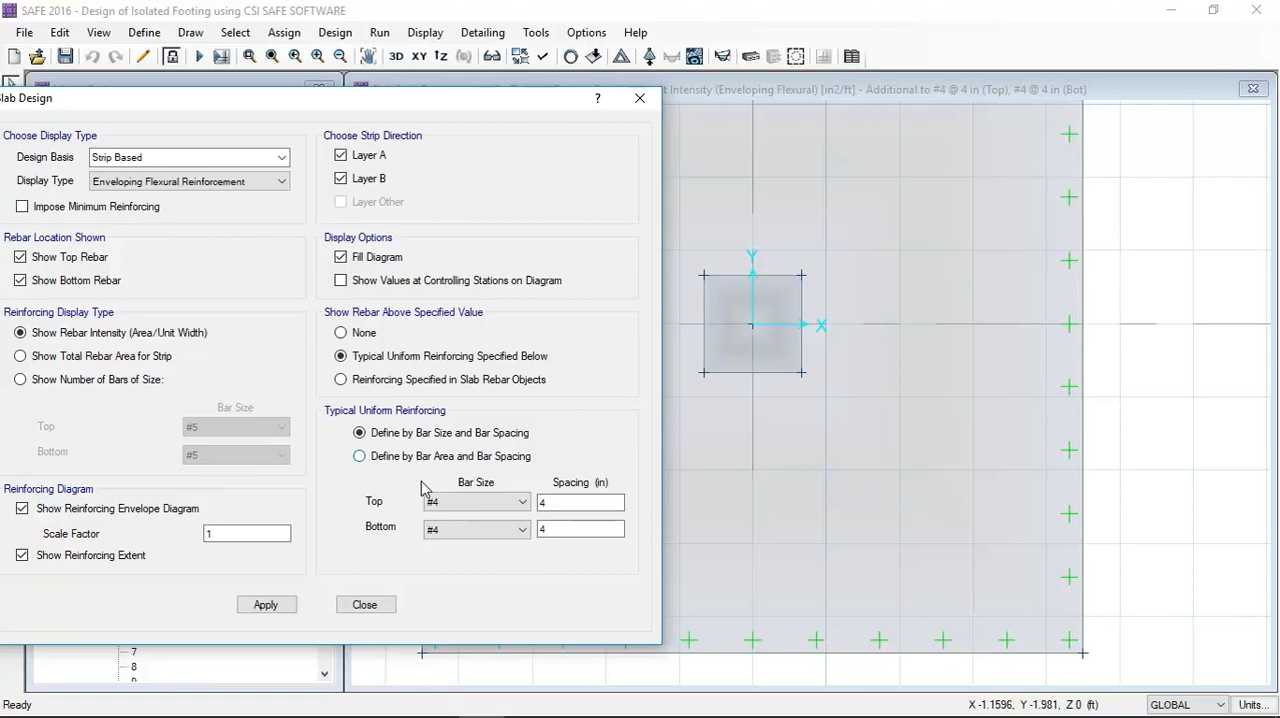 SAFE 2016 - Design of Isolated Footing using CSI SAFE SOFTWARE
File Edit View Define Draw Select Assign Design Run Display Detailing Tools Options Help
3D XY
Intensity (Enveloping Flexural) [in2/ft] - Additional to #4 @ 4 in (Top), #4 @ 4 in (Bot)
Slab Design
?
Choose Display Type
Design Basis Strip Based
Display Type Enveloping Flexural Reinforcement
Impose Minimum Reinforcing
Rebar Location Shown
Show Top Rebar
Show Bottom Rebar
Reinforcing Display Type
Show Rebar Intensity (Area/Unit Width)
Show Total Rebar Area for Strip
Show Number of Bars of Size:
Bar Size
Top #5
Bottom #5
Reinforcing Diagram
Show Reinforcing Envelope Diagram
Scale Factor 1
Show Reinforcing Extent
Choose Strip Direction
Layer A
Layer B
Layer Other
Display Options
Fill Diagram
Show Values at Controlling Stations on Diagram
Show Rebar Above Specified Value
None
Typical Uniform Reinforcing Specified Below
Reinforcing Specified in Slab Rebar Objects
Typical Uniform Reinforcing
Define by Bar Size and Bar Spacing
Define by Bar Area and Bar Spacing
Bar Size Spacing (in)
Top #4 4
Bottom #4 4
Apply Close
Y
X
7
8
Ready X -1.1596, Y -1.981, Z 0 (ft) GLOBAL Units...